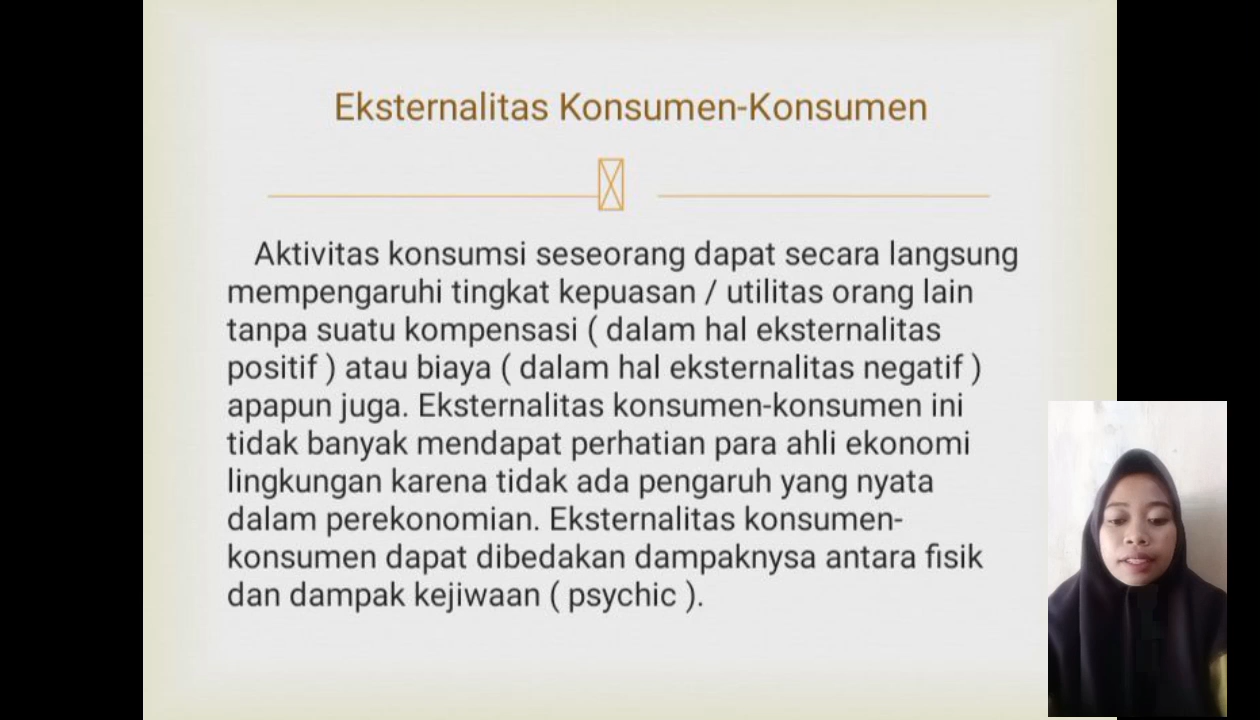 Eksternalitas Konsumen-Konsumen
Aktivitas konsumsi seseorang dapat secara langsung
mempengaruhi tingkat kepuasan / utilitas orang lain
tanpa suatu kompensasi ( dalam hal eksternalitas
positif ) atau biaya ( dalam hal eksternalitas negatif )
apapun juga. Eksternalitas konsumen-konsumen ini
tidak banyak mendapat perhatian para ahli ekonomi
lingkungan karena tidak ada pengaruh yang nyata
dalam perekonomian. Eksternalitas konsumen-
konsumen dapat dibedakan dampaknysa antara fisik
dan dampak kejiwaan ( psychic ).